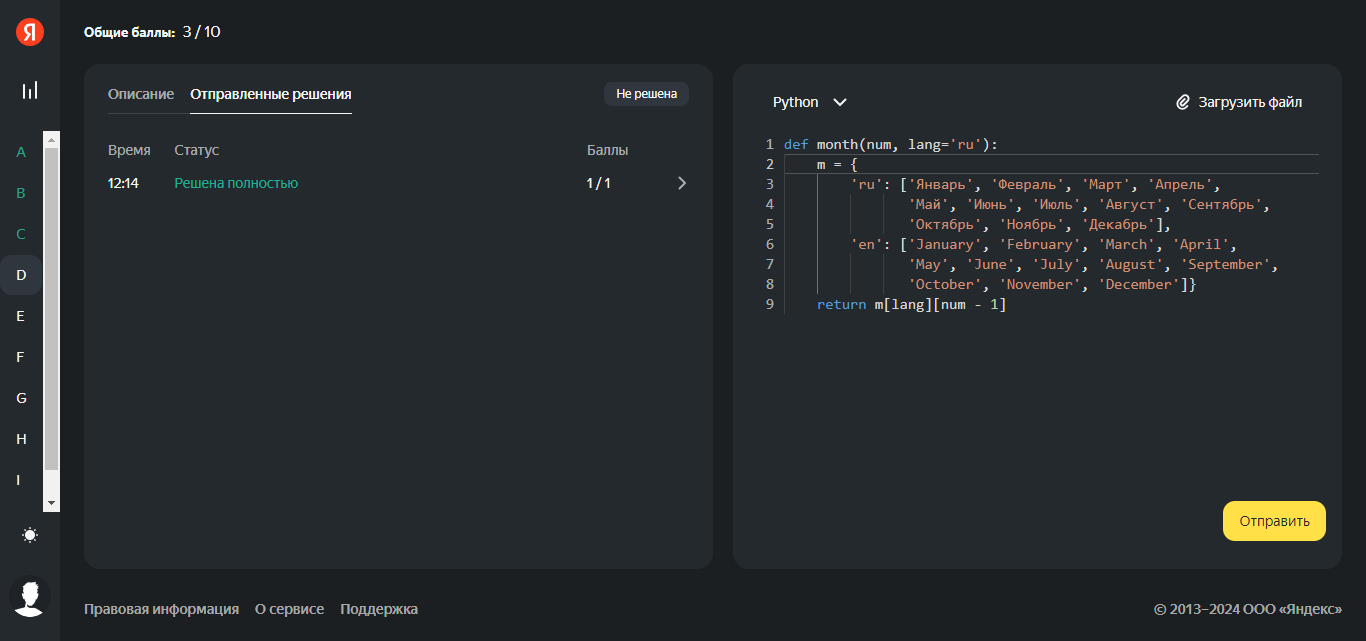 Я
Общие баллы: 3 / 10
A
B
C
D
E
F
G
H
I
Описание Отправленные решения Не решена
Время Статус Баллы
12:14 Решена полностью 1 / 1
Python Загрузить файл
1 def month(num, lang='ru'):
2 m = {
3 'ru': ['Январь', 'Февраль', 'Март', 'Апрель',
4 'Май', 'Июнь', 'Июль', 'Август', 'Сентябрь',
5 'Октябрь', 'Ноябрь', 'Декабрь'],
6 'en': ['January', 'February', 'March', 'April',
7 'May', 'June', 'July', 'August', 'September',
8 'October', 'November', 'December']}
9 return m[lang][num - 1]
Отправить
Правовая информация О сервисе Поддержка
© 2013–2024 ООО «Яндекс»